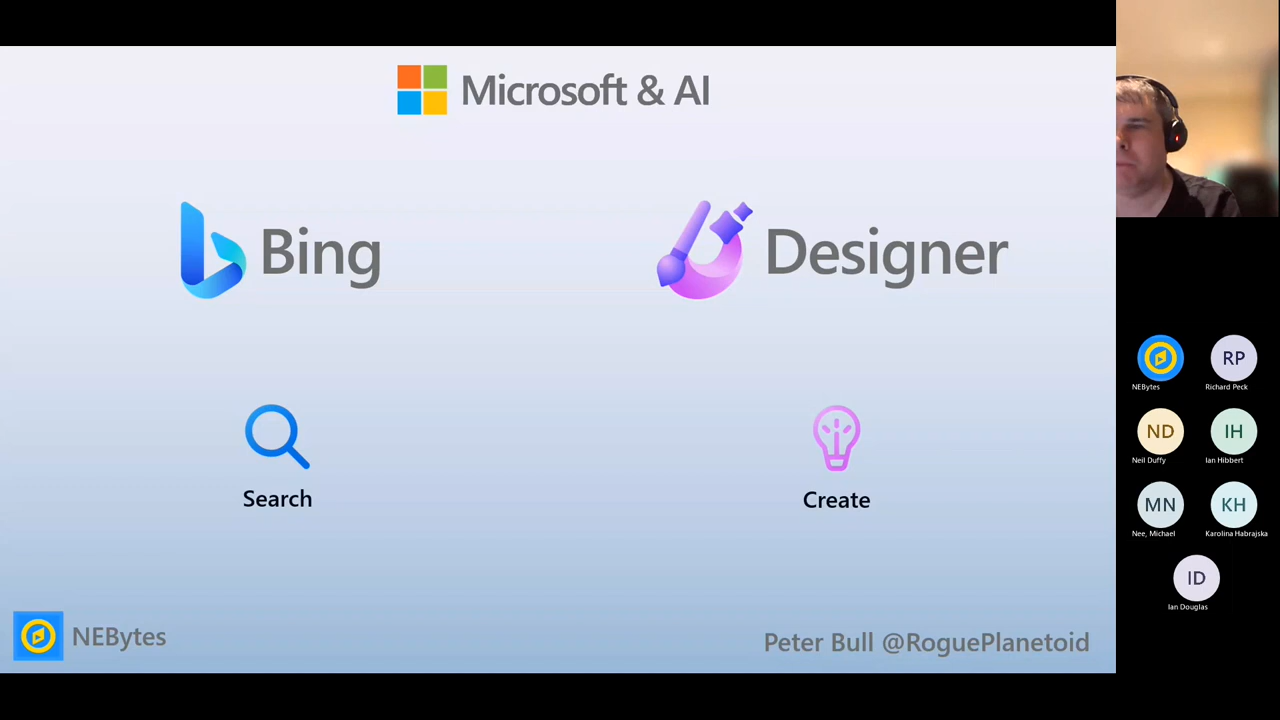 Microsoft & AI
Bing
Designer
Search
Create
NEBytes
Peter Bull @RoguePlanetoid
NEBytes
RP
Richard Peck
ND
Neil Duffy
IH
Ian Hibbert
MN
Nee, Michael
KH
Karolina Habrajska
ID
Ian Douglas